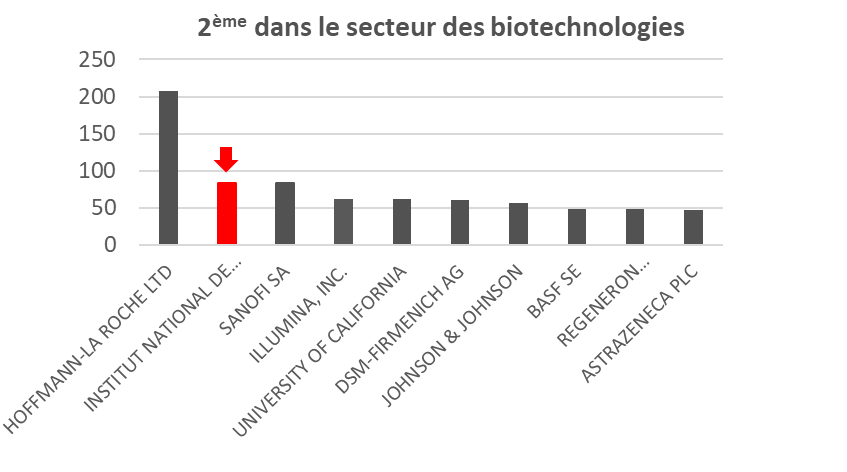 2ème dans le secteur des biotechnologies
250
200
150
100
50
0
HOFFMANN-LA ROCHE LTD
INSTITUT NATIONAL DE...
SANOFI SA
ILLUMINA, INC.
UNIVERSITY OF CALIFORNIA
DSM-FIRMENICH AG
JOHNSON & JOHNSON
BASF SE
REGENERON...
ASTRAZENECA PLC